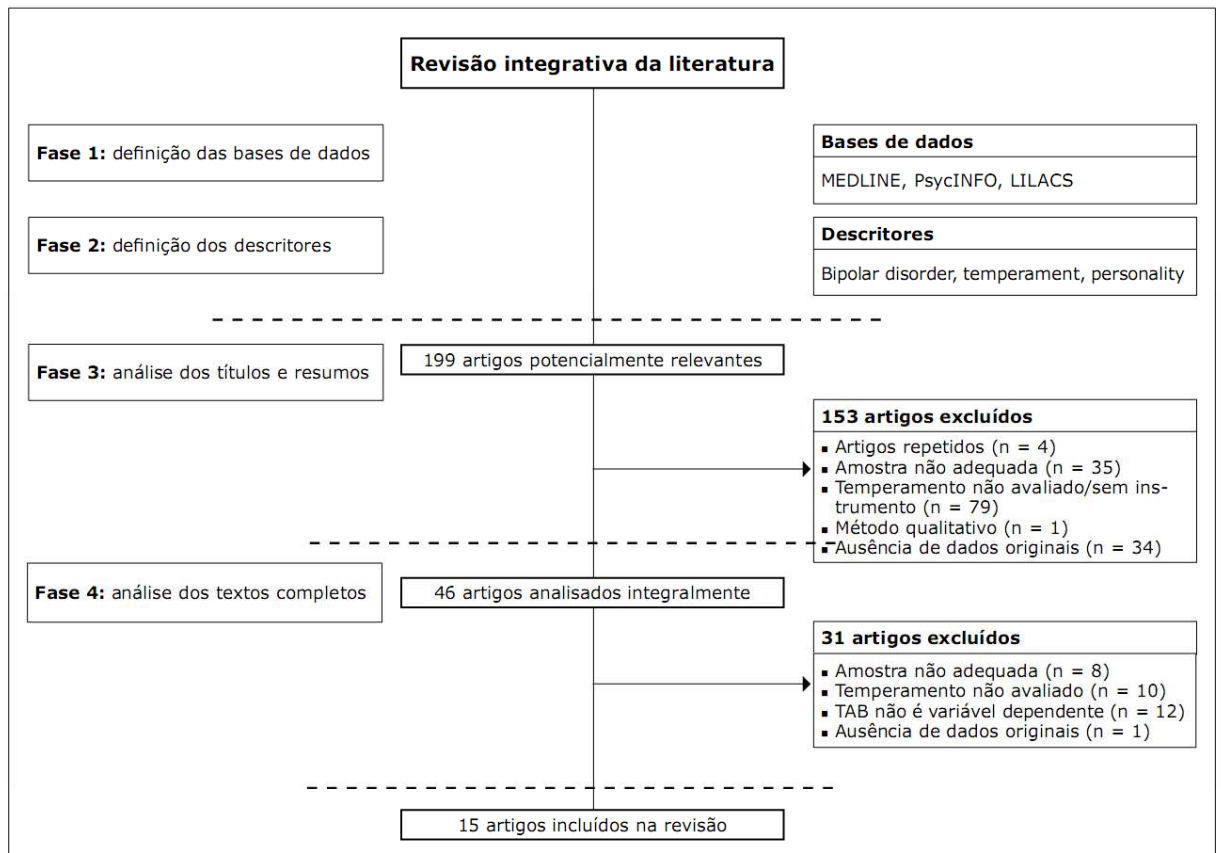 Revisão integrativa da literatura
Fase 1: definição das bases de dados
Bases de dados
MEDLINE, PsycINFO, LILACS
Fase 2: definição dos descritores
Descritores
Bipolar disorder, temperament, personality
Fase 3: análise dos títulos e resumos
199 artigos potencialmente relevantes
153 artigos excluídos
▪ Artigos repetidos (n = 4)
▪ Amostra não adequada (n = 35)
▪ Temperamento não avaliado/sem ins-
trumento (n = 79)
▪ Método qualitativo (n = 1)
▪ Ausência de dados originais (n = 34)
Fase 4: análise dos textos completos
46 artigos analisados integralmente
31 artigos excluídos
▪ Amostra não adequada (n = 8)
▪ Temperamento não avaliado (n = 10)
▪ TAB não é variável dependente (n = 12)
▪ Ausência de dados originais (n = 1)
15 artigos incluídos na revisão